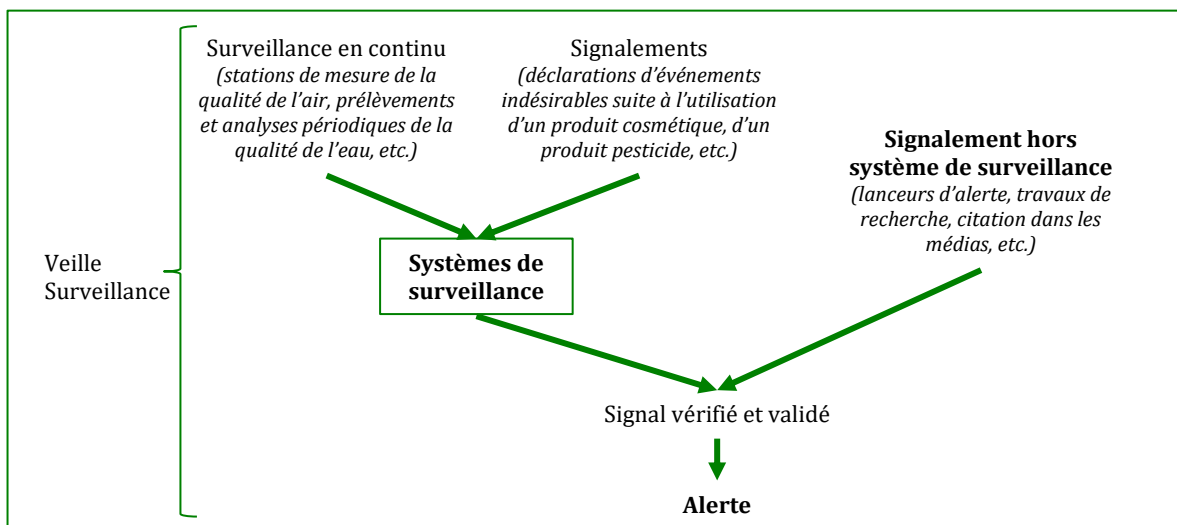 Surveillance en continu
(stations de mesure de la
qualité de l’air, prélèvements
et analyses périodiques de la
qualité de l’eau, etc.)
Signalements
(déclarations d’événements
indésirables suite à l’utilisation
d’un produit cosmétique, d’un
produit pesticide, etc.)
Signalement hors
système de surveillance
(lanceurs d’alerte, travaux de
recherche, citation dans les
médias, etc.)
Veille
Surveillance
Systèmes de
surveillance
Signal vérifié et validé
Alerte